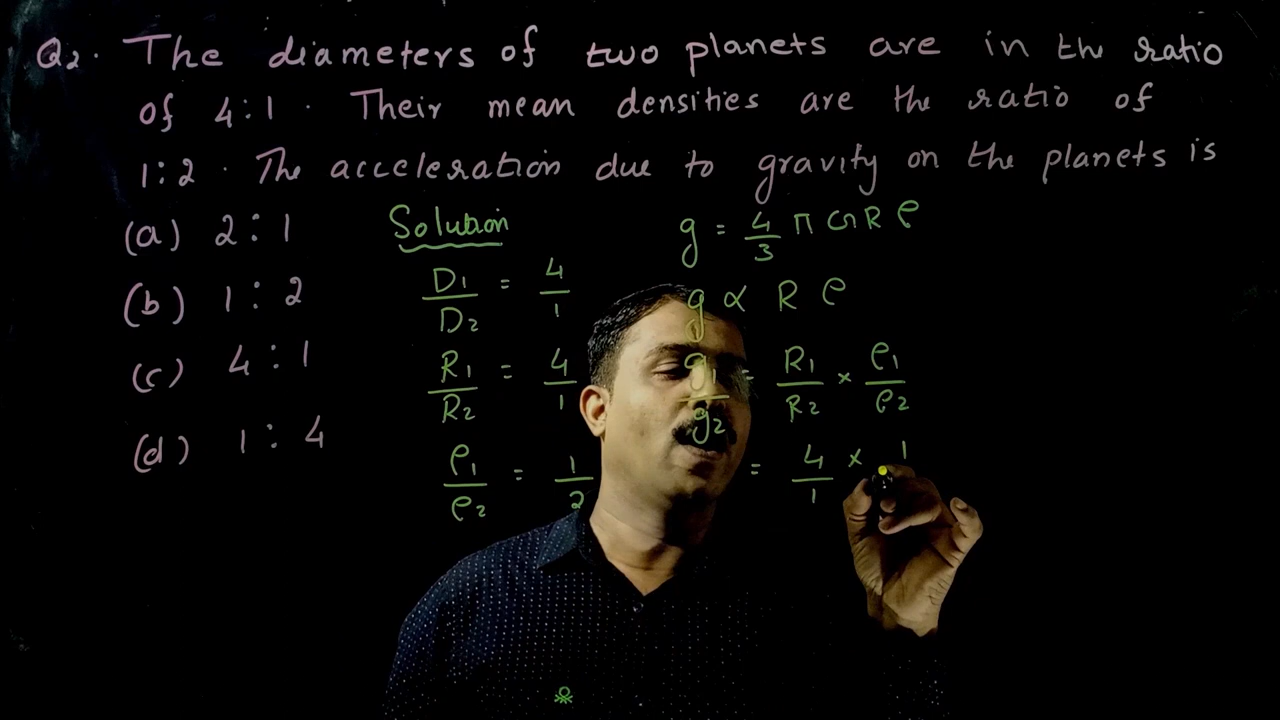 Q2. The diameters of two planets are in the ratio
of 4:1. Their mean densities are the ratio of
1:2. The acceleration due to gravity on the planets is
(a) 2 : 1
(b) 1 : 2
(c) 4 : 1
(d) 1 : 4
Solution
D1/D2 = 4/1
R1/R2 = 4/1
ρ1/ρ2 = 1/2
g = 4/3 π G R ρ
g ∝ R ρ
g1/g2 = R1/R2 × ρ1/ρ2
= 4/1 × 1